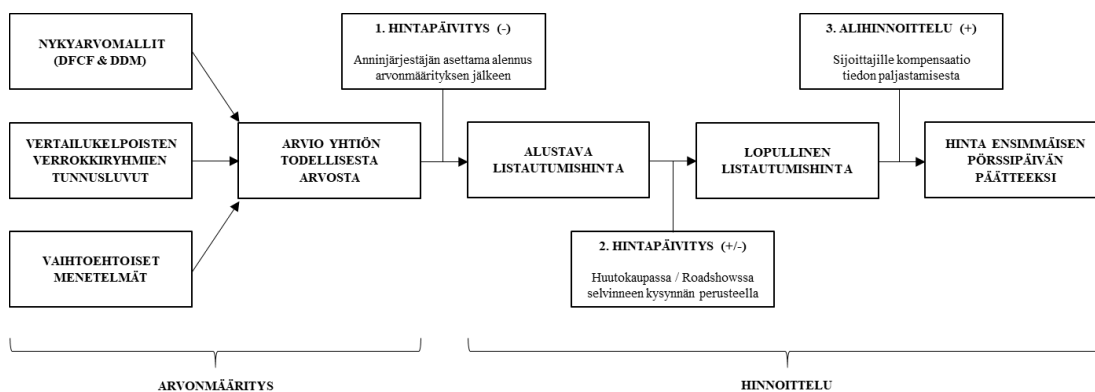 NYKYARVOMALLIT
(DFCF & DDM)
VERTAILUKELPOISTEN
VERROKKIRYHMIEN
TUNNUSLUVUT
VAIHTOEHTOISET
MENETELMÄT
ARVIO YHTIÖN
TODELLISESTA
ARVOSTA
1. HINTAPÄIVITYS (-)
Anninjärjestäjän asettama alennus
arvonmäärityksen jälkeen
ALUSTAVA
LISTAUTUMISHINTA
2. HINTAPÄIVITYS (+/-)
Huutokaupassa / Roadshowssa
selvinneen kysynnän perusteella
LOPULLINEN
LISTAUTUMISHINTA
3. ALIHINNOITTELU (+)
Sijoittajille kompensaatio
tiedon paljastamisesta
HINTA ENSIMMÄISEN
PÖRSSIPÄIVÄN
PÄÄTTEEKSI
ARVONMÄÄRITYS
HINNOITTELU